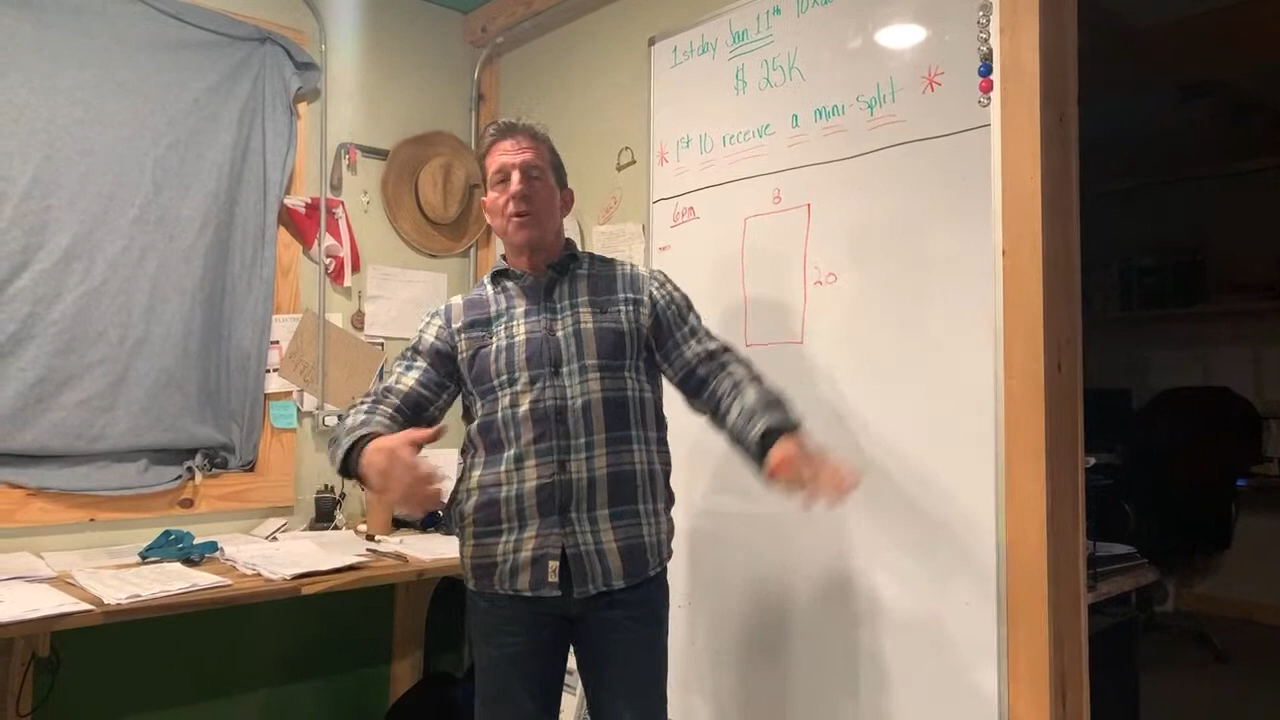 1st day Jan 11th
$ 25K
* 1st 10 receive a mini-split *
6pm
8
20